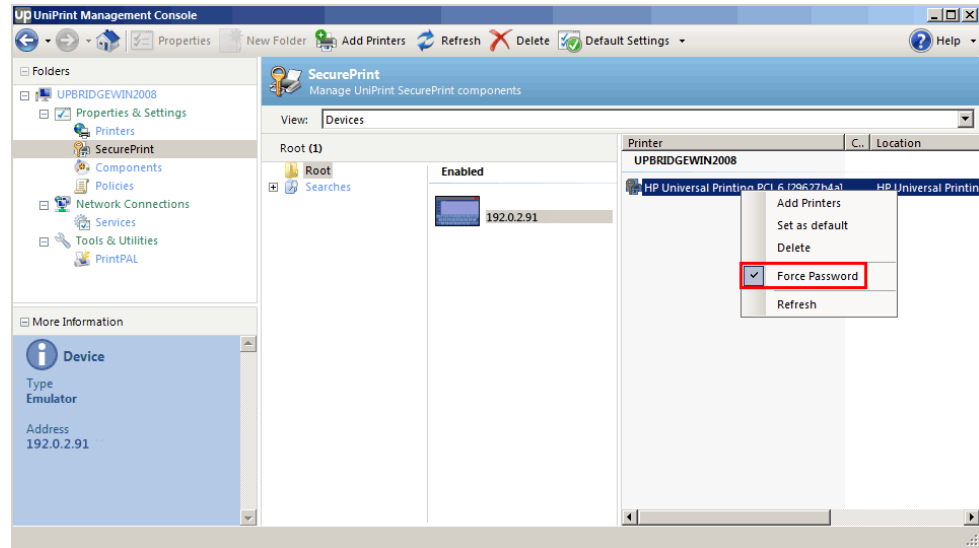 UP UniPrint Management Console
Properties New Folder Add Printers Refresh Delete Default Settings Help
Folders
UPBRIDGEWIN2008
Properties & Settings
Printers
SecurePrint
Components
Policies
Network Connections
Services
Tools & Utilities
PrintPAL
More Information
Device
Type
Emulator
Address
192.0.2.91
SecurePrint
Manage UniPrint SecurePrint components
View: Devices
Root (1)
Root
Searches
Enabled
192.0.2.91
Printer C.. Location
UPBRIDGEWIN2008
HP Universal Printing PCL 6 [29627b4a] HP Universal Printin
Add Printers
Set as default
Delete
Force Password
Refresh